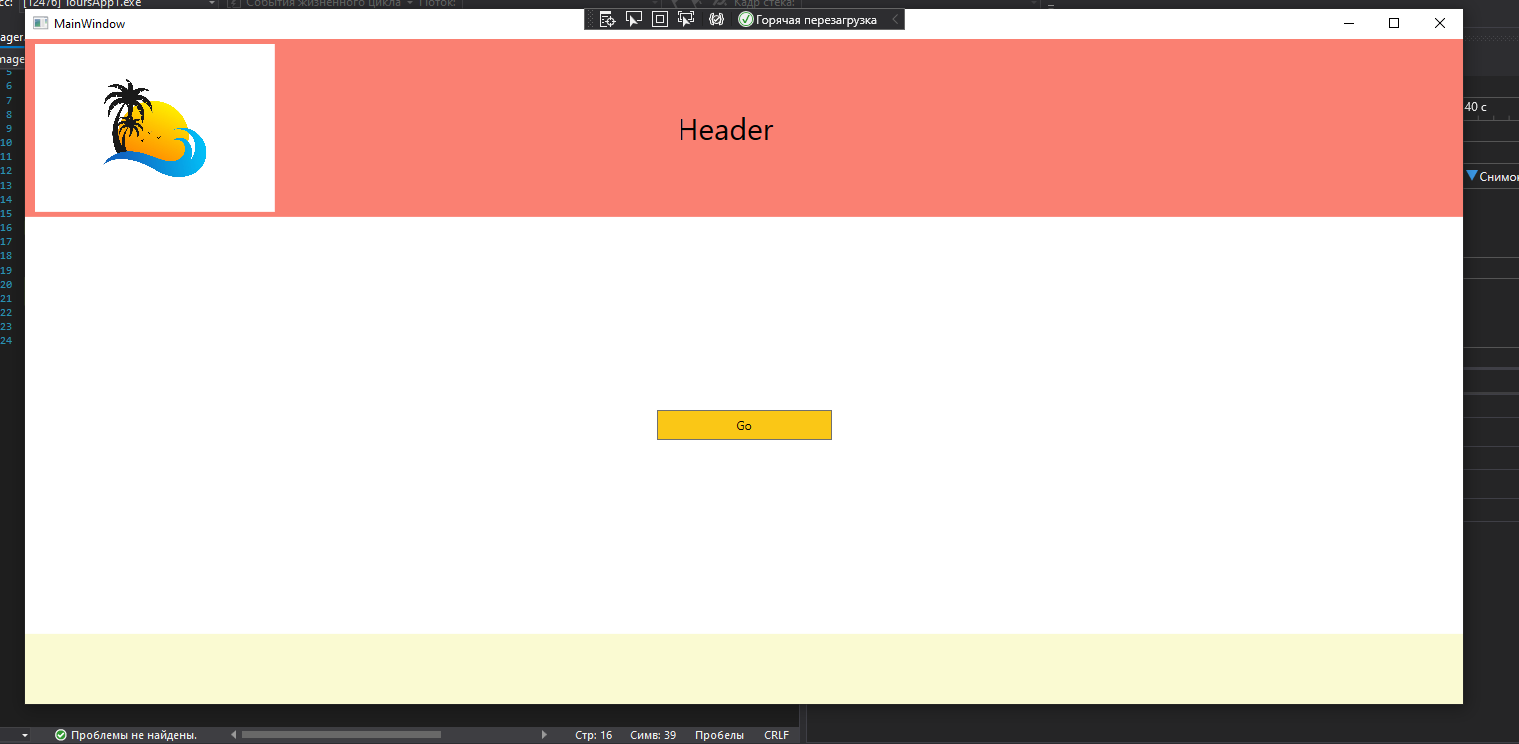 сс: [12476] ToursApp1.exe События жизненного цикла Поток: Кадр стека:
MainWindow
Горячая перезагрузка
ager
nage
5
6
7
8
9
10
11
12
13
14
15
16
17
18
19
20
21
22
23
24
Header
40 с
Снимок
Go
Проблемы не найдены. Стр: 16 Симв: 39 Пробелы CRLF